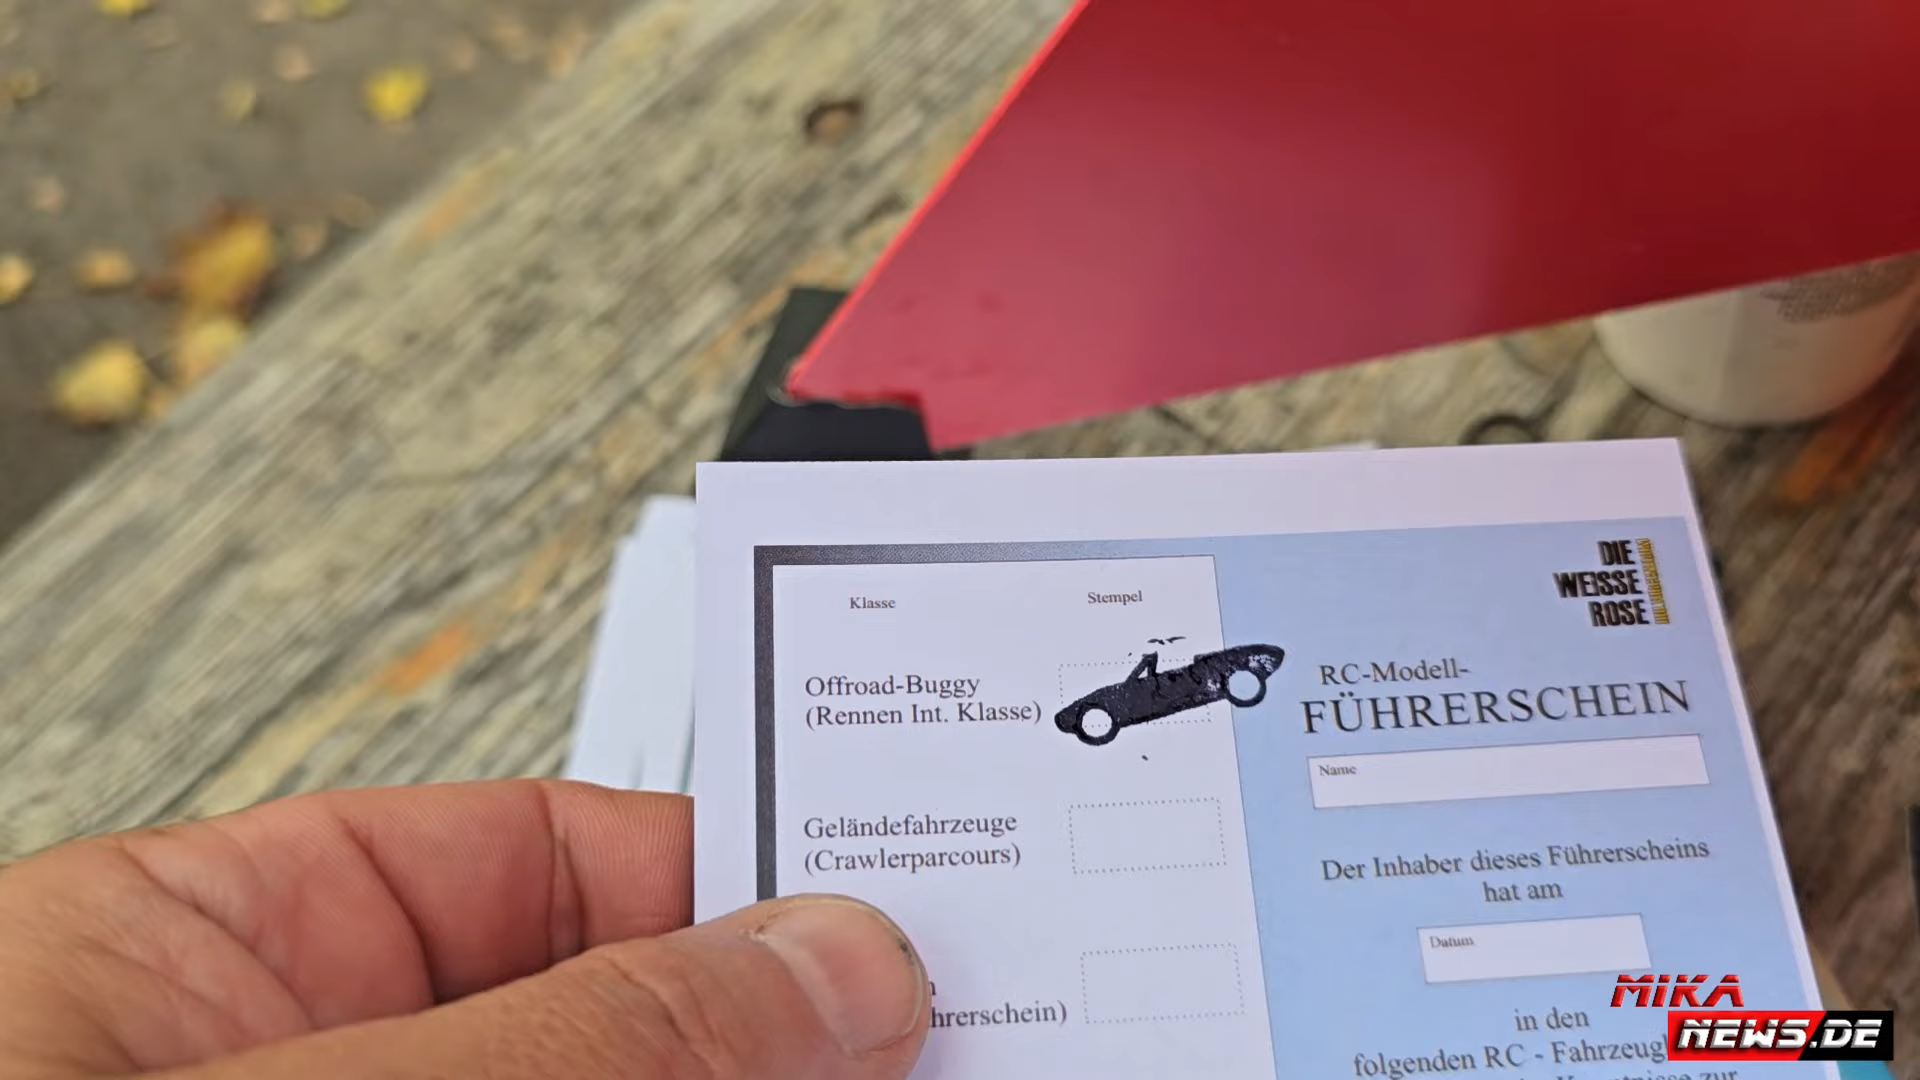 Klasse
Stempel
Offroad-Buggy
(Rennen Int. Klasse)
Geländefahrzeuge
(Crawlerparcours)
hrerschein)
DIE
WEISSE
ROSE
RC-Modell-
FÜHRERSCHEIN
Name
Der Inhaber dieses Führerscheins
hat am
Datum
in den
folgenden RC - Fahrzeug
zur
MIKA
NEWS.DE